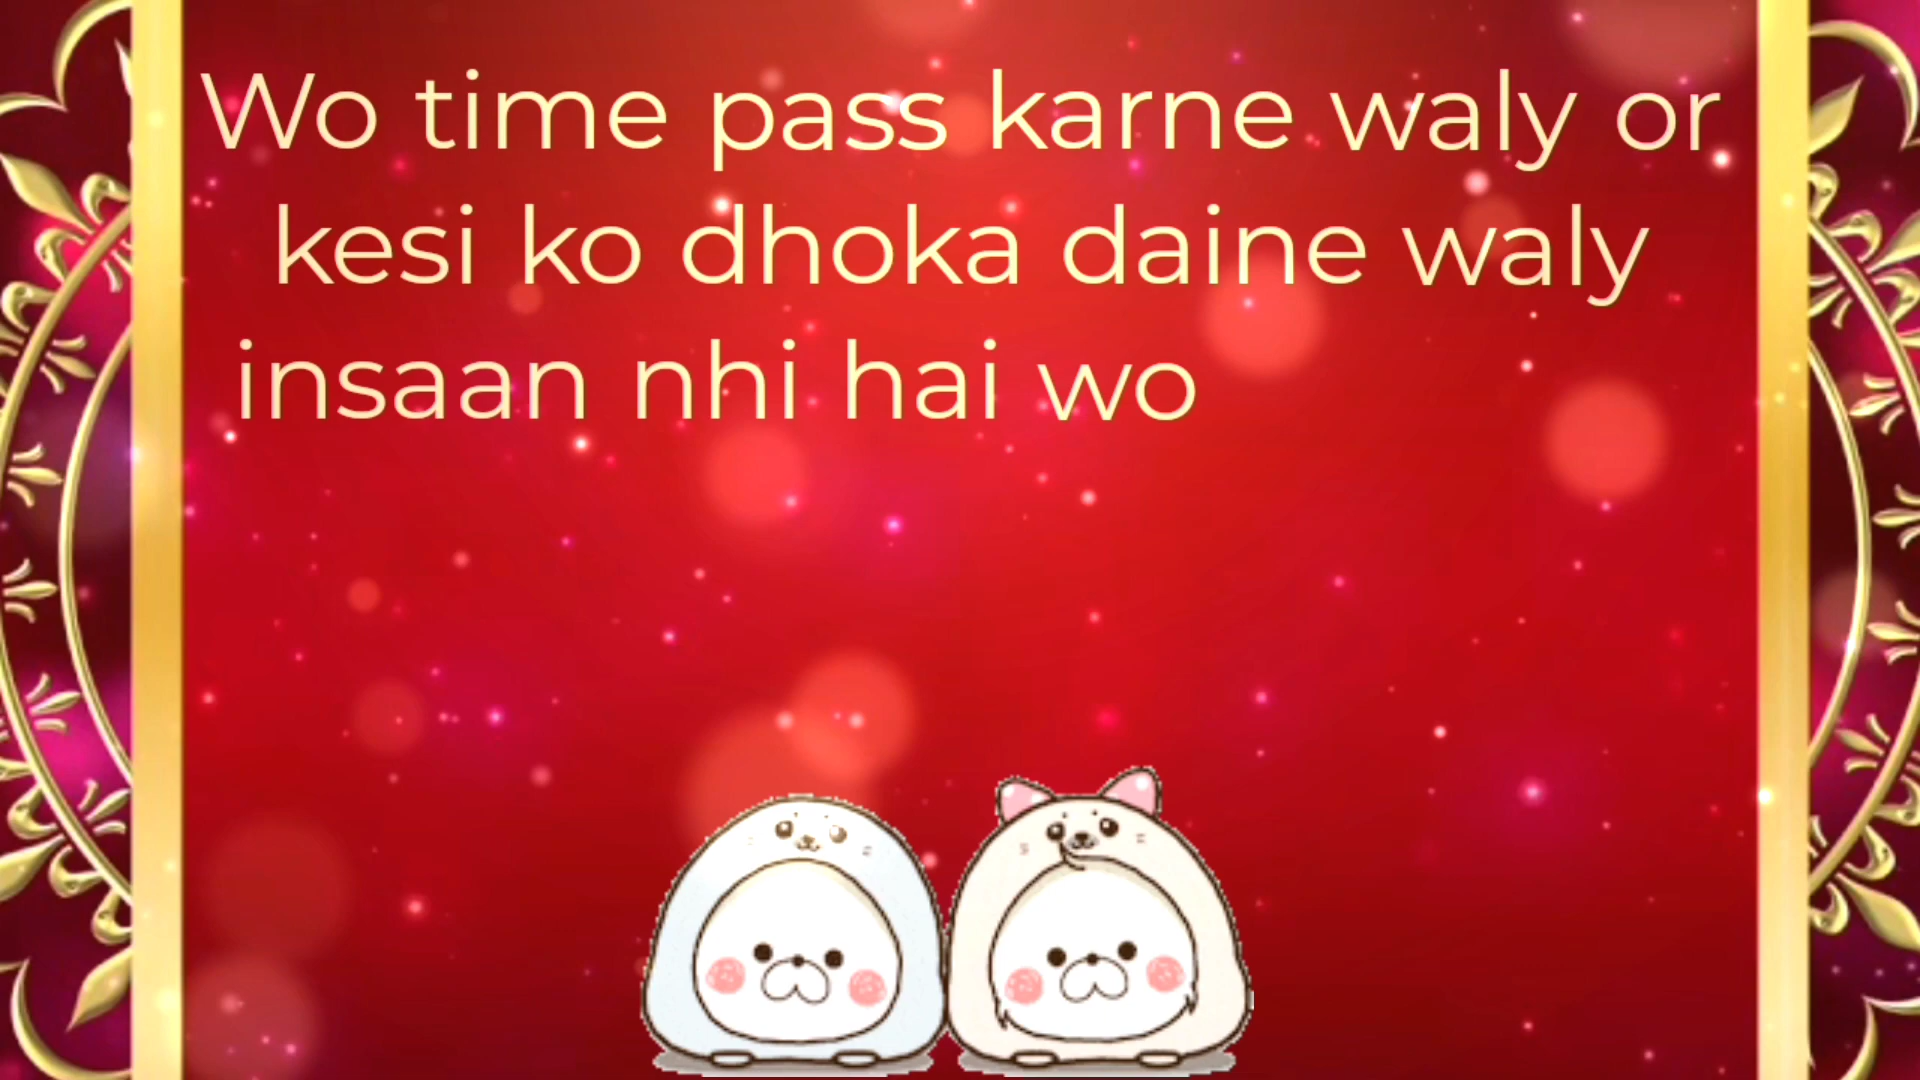 Wo time pass karne waly or
kesi ko dhoka daine waly
insaan nhi hai wo